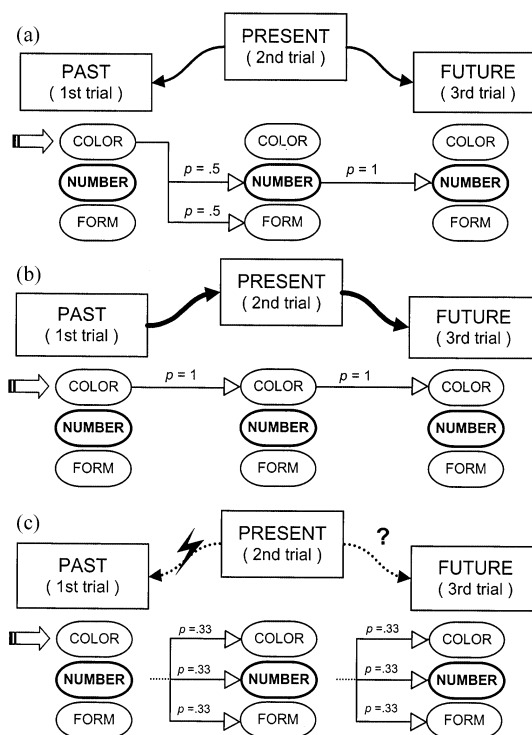 (a)
PRESENT
( 2nd trial )
PAST
( 1st trial )
FUTURE
( 3rd trial )
COLOR COLOR COLOR
p = .5 p = 1
NUMBER NUMBER NUMBER
p = .5
FORM FORM FORM
(b)
PRESENT
( 2nd trial )
PAST
( 1st trial )
FUTURE
( 3rd trial )
p = 1 p = 1
COLOR COLOR COLOR
NUMBER NUMBER NUMBER
FORM FORM FORM
(c)
PRESENT
( 2nd trial )
?
PAST
( 1st trial )
FUTURE
( 3rd trial )
p =.33 p =.33
COLOR COLOR COLOR
p =.33 p =.33
NUMBER NUMBER NUMBER
p =.33 p =.33
FORM FORM FORM